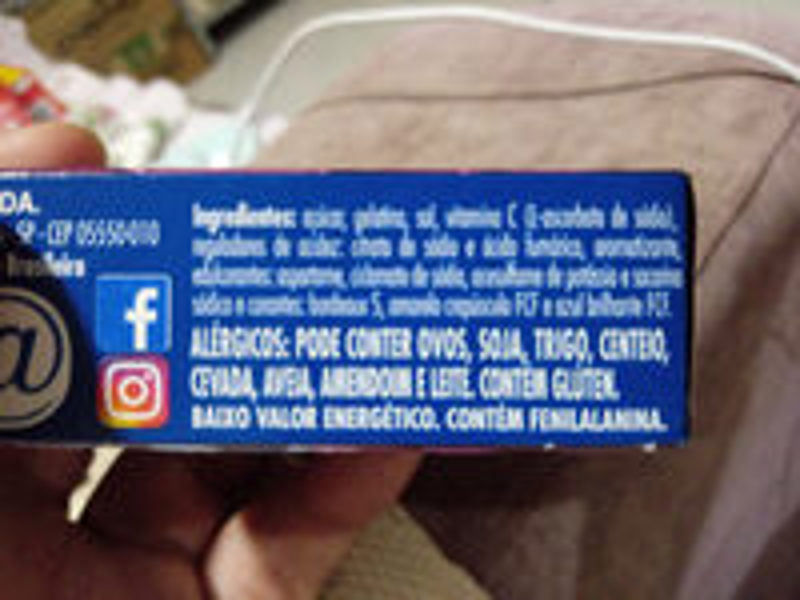 DA.
SP - CEP 05550-010
Brasileira
@
f
Ingredientes: açúcar, gelatina, sal, vitamina C (L-ascorbato de sódio),
reguladores de acidez: citrato de sódio e ácido fumárico, aromatizante,
edulcorantes: aspartame, ciclamato de sódio, acesulfame de potássio e sacarina
sódica e corantes: bordeaux S, amarelo crepúsculo FCF e azul brilhante FCF.
ALÉRGICOS: PODE CONTER OVOS, SOJA, TRIGO, CENTEIO,
CEVADA, AVEIA, AMENDOIM E LEITE. CONTÉM GLÚTEN.
BAIXO VALOR ENERGÉTICO. CONTÉM FENILALANINA.